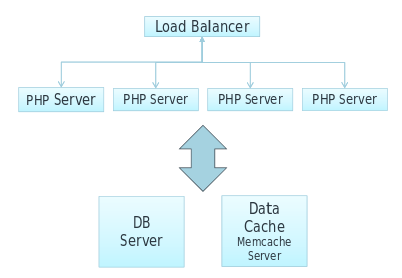 Load Balancer
PHP Server
PHP Server
PHP Server
PHP Server
DB
Server
Data
Cache
Memcache
Server